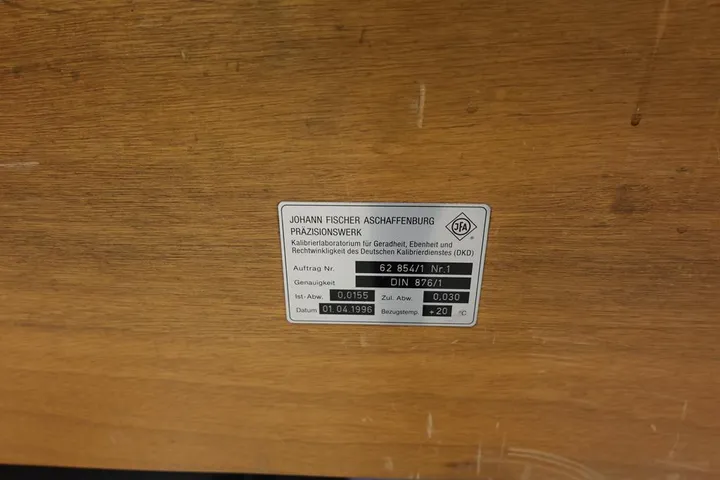 JOHANN FISCHER ASCHAFFENBURG
PRÄZISIONSWERK
JFA
®
Kalibrierlaboratorium für Geradheit, Ebenheit und
Rechtwinkligkeit des Deutschen Kalibrierdienstes (DKD)
Auftrag Nr. 62 854/1 Nr.1
Genauigkeit DIN 876/1
Ist-Abw. 0,0155 Zul. Abw. 0,030
Datum 01.04.1996 Bezugstemp. +20 °C